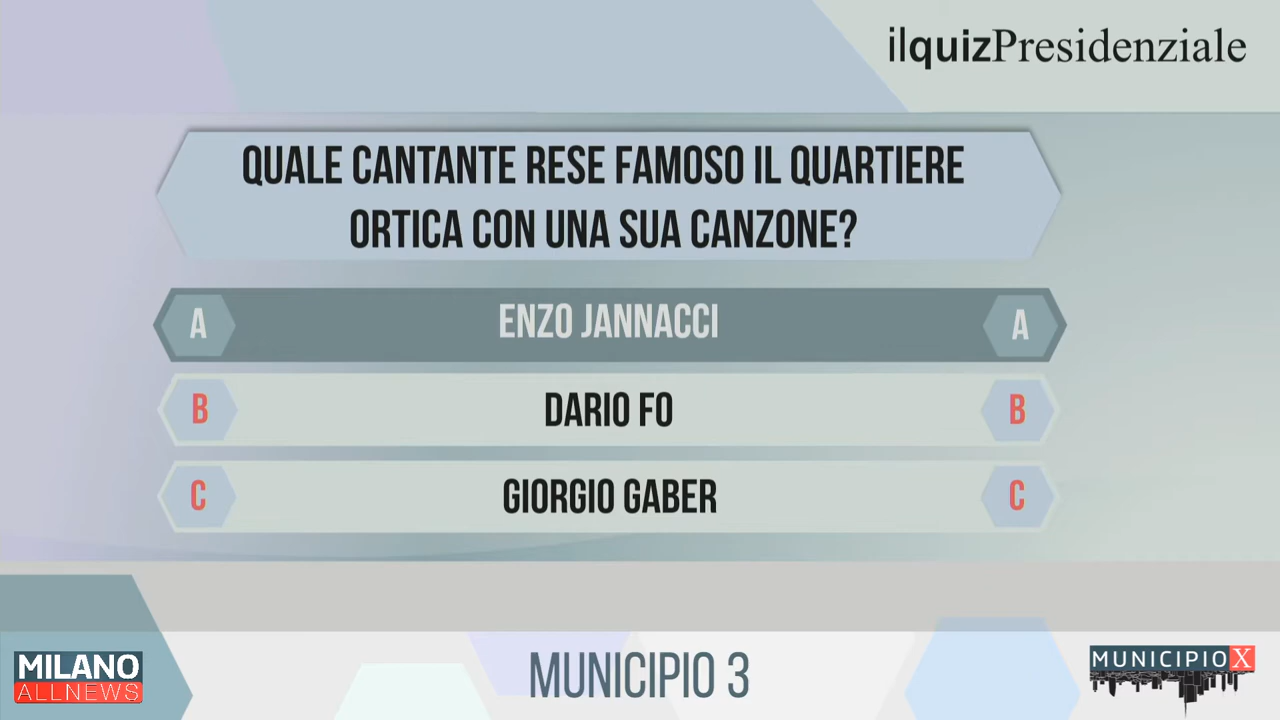 ilquizPresidenziale
QUALE CANTANTE RESE FAMOSO IL QUARTIERE
ORTICA CON UNA SUA CANZONE?
A ENZO JANNACCI A
B DARIO FO B
C GIORGIO GABER C
MILANO
ALLNEWS
MUNICIPIO 3
MUNICIPIO X